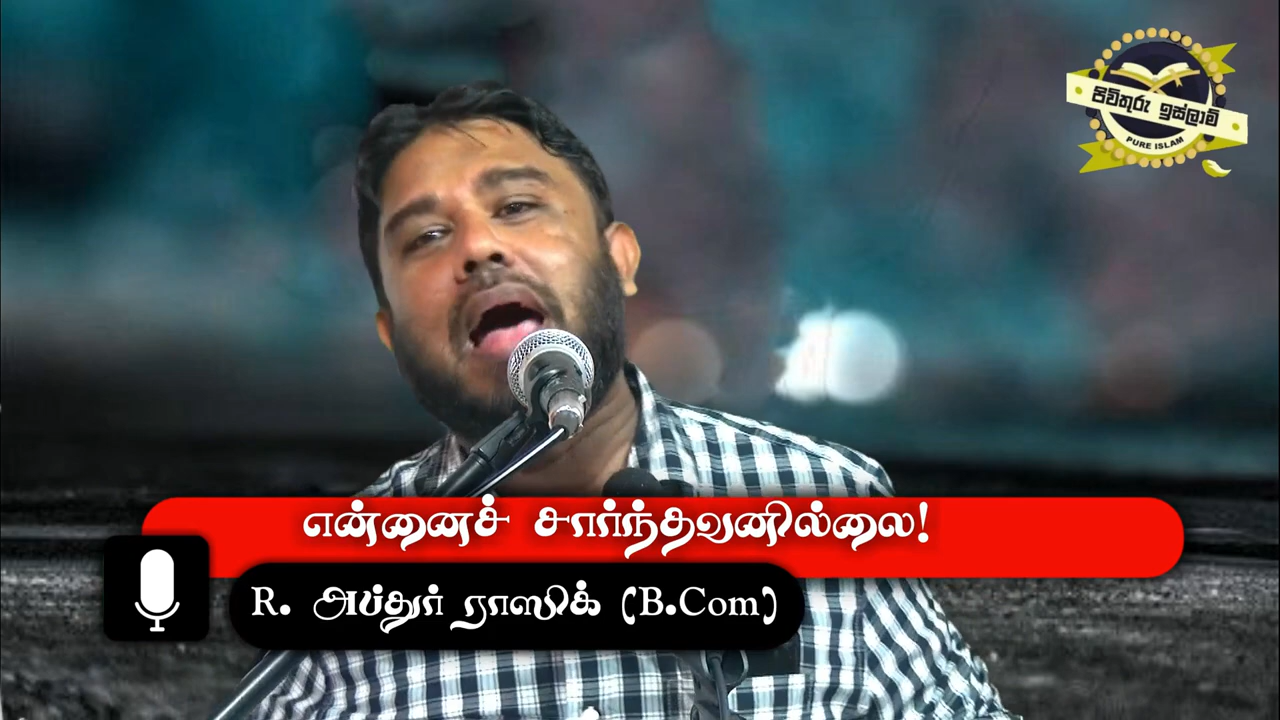 පිවිතුරු ඉස්ලාම්
PURE ISLAM
என்னைச் சார்ந்தவனில்லை!
R. அப்துர் ராஸிக் (B.Com)